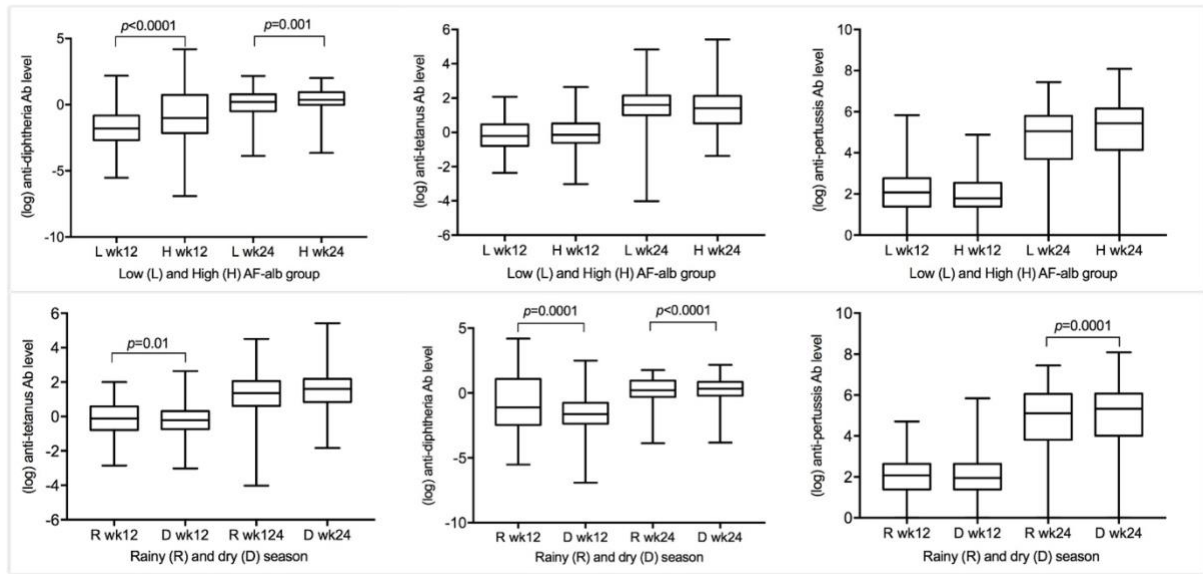 p<0.0001 p=0.001
(log) anti-diphtheria Ab level
5
0
-5
-10
L wk12 H wk12 L wk24 H wk24
Low (L) and High (H) AF-alb group
(log) anti-tetanus Ab level
6
4
2
0
-2
-4
-6
L wk12 H wk12 L wk24 H wk24
Low (L) and High (H) AF-alb group
(log) anti-pertussis Ab level
10
8
6
4
2
0
L wk12 H wk12 L wk24 H wk24
Low (L) and High (H) AF-alb group
p=0.01
(log) anti-tetanus Ab level
6
4
2
0
-2
-4
-6
R wk12 D wk12 R wk124 D wk24
Rainy (R) and dry (D) season
p=0.0001 p<0.0001
(log) anti-diphtheria Ab level
5
0
-5
-10
R wk12 D wk12 R wk24 D wk24
Rainy (R) and dry (D) season
p=0.0001
(log) anti-pertussis Ab level
10
8
6
4
2
0
R wk12 D wk12 R wk24 D wk24
Rainy (R) and dry (D) season